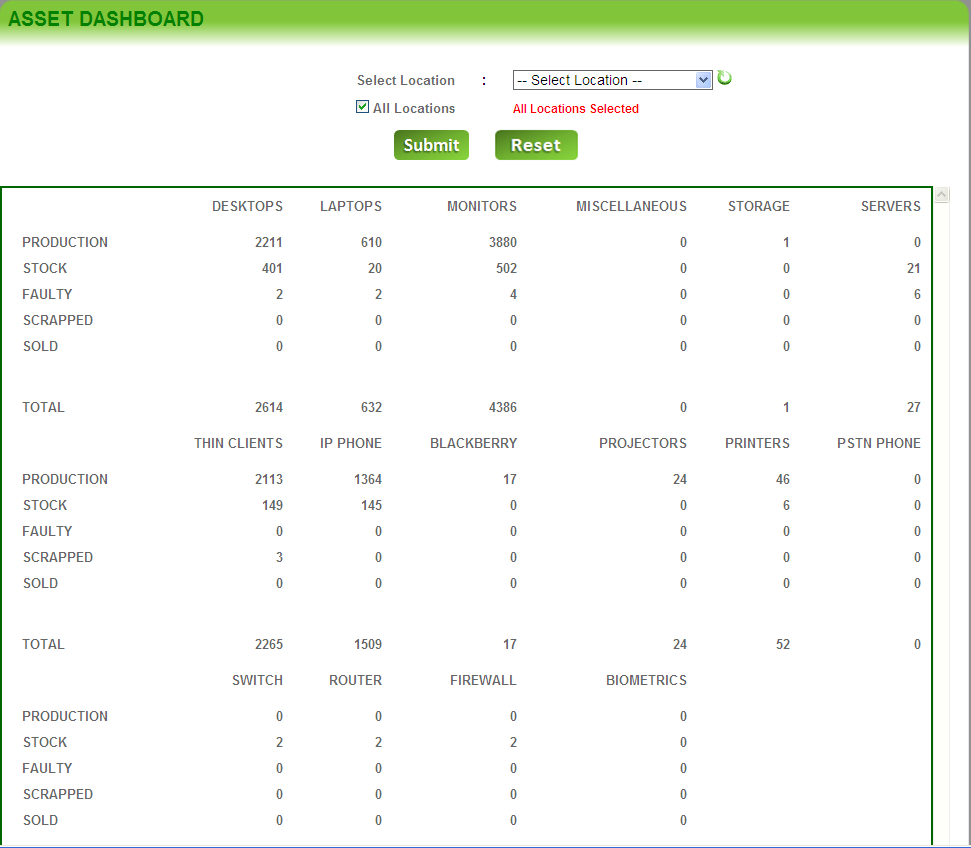 ASSET DASHBOARD
Select Location : -- Select Location --
All Locations All Locations Selected
Submit Reset
DESKTOPS LAPTOPS MONITORS MISCELLANEOUS STORAGE SERVERS
PRODUCTION 2211 610 3880 0 1 0
STOCK 401 20 502 0 0 21
FAULTY 2 2 4 0 0 6
SCRAPPED 0 0 0 0 0 0
SOLD 0 0 0 0 0 0
TOTAL 2614 632 4386 0 1 27
THIN CLIENTS IP PHONE BLACKBERRY PROJECTORS PRINTERS PSTN PHONE
PRODUCTION 2113 1364 17 24 46 0
STOCK 149 145 0 0 6 0
FAULTY 0 0 0 0 0 0
SCRAPPED 3 0 0 0 0 0
SOLD 0 0 0 0 0 0
TOTAL 2265 1509 17 24 52 0
SWITCH ROUTER FIREWALL BIOMETRICS
PRODUCTION 0 0 0 0
STOCK 2 2 2 0
FAULTY 0 0 0 0
SCRAPPED 0 0 0 0
SOLD 0 0 0 0